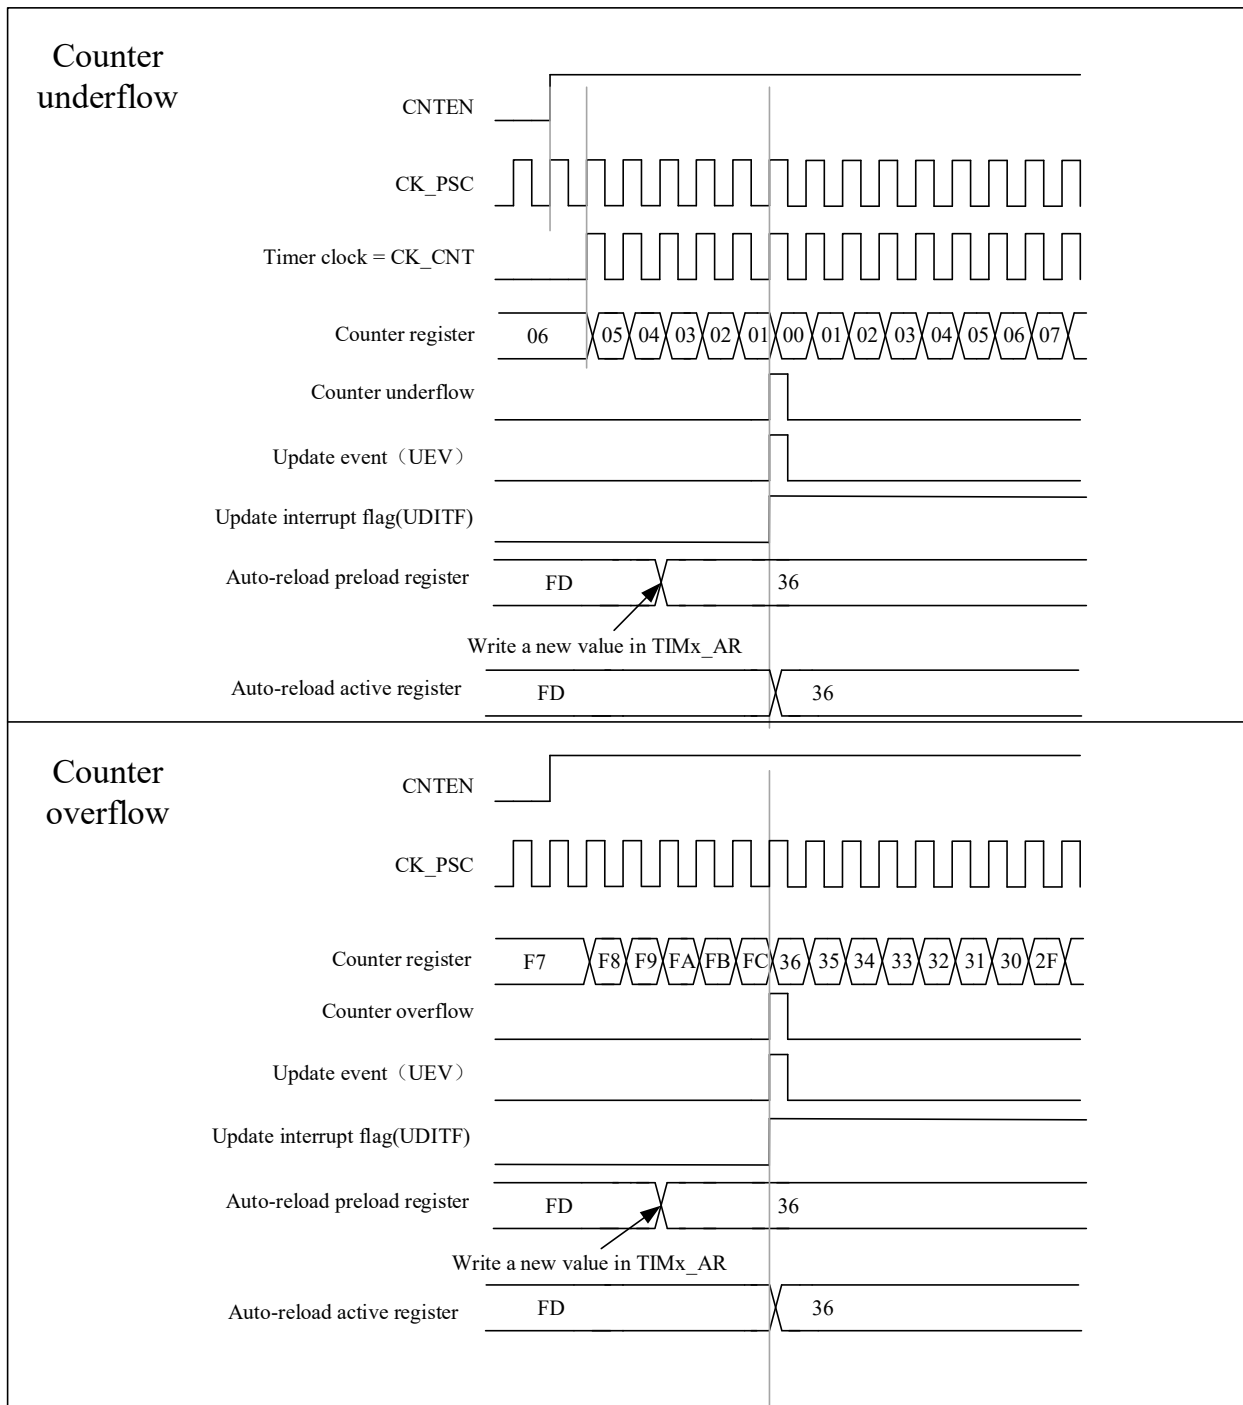 Counter
underflow
CNTEN
CK_PSC
Timer clock = CK_CNT
Counter register
06 05 04 03 02 01 00 01 02 03 04 05 06 07
Counter underflow
Update event（UEV）
Update interrupt flag(UDITF)
Auto-reload preload register
FD 36
Write a new value in TIMx_AR
Auto-reload active register
FD 36
Counter
overflow
CNTEN
CK_PSC
Counter register
F7 F8 F9 FA FB FC 36 35 34 33 32 31 30 2F
Counter overflow
Update event（UEV）
Update interrupt flag(UDITF)
Auto-reload preload register
FD 36
Write a new value in TIMx_AR
Auto-reload active register
FD 36